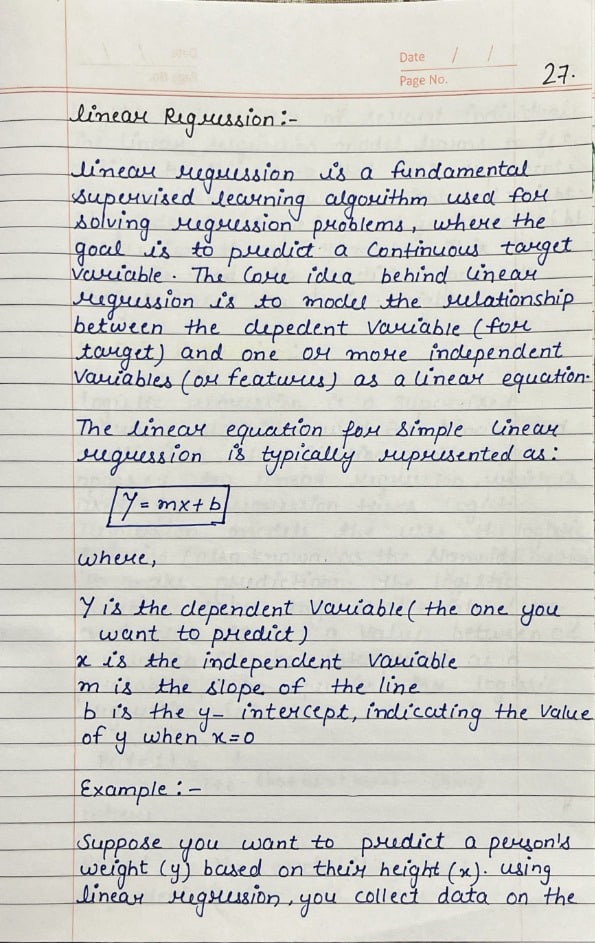 Date / /
Page No.
27.
linear Regression :-
linear regression is a fundamental
supervised learning algorithm used for
solving regression problems, where the
goal is to predict a Continuous target
variable. The Core idea behind linear
regression is to model the relationship
between the depedent variable (for
target) and one or more independent
variables (or features) as a linear equation.
The linear equation for simple linear
regression is typically represented as:
Y = mx+b
where,
Y is the dependent variable (the one you
want to predict)
x is the independent variable
m is the slope of the line
b is the y- intercept, indicating the value
of y when x=0
Example :-
Suppose you want to predict a person's
weight (y) based on their height (x). using
linear regression, you collect data on the